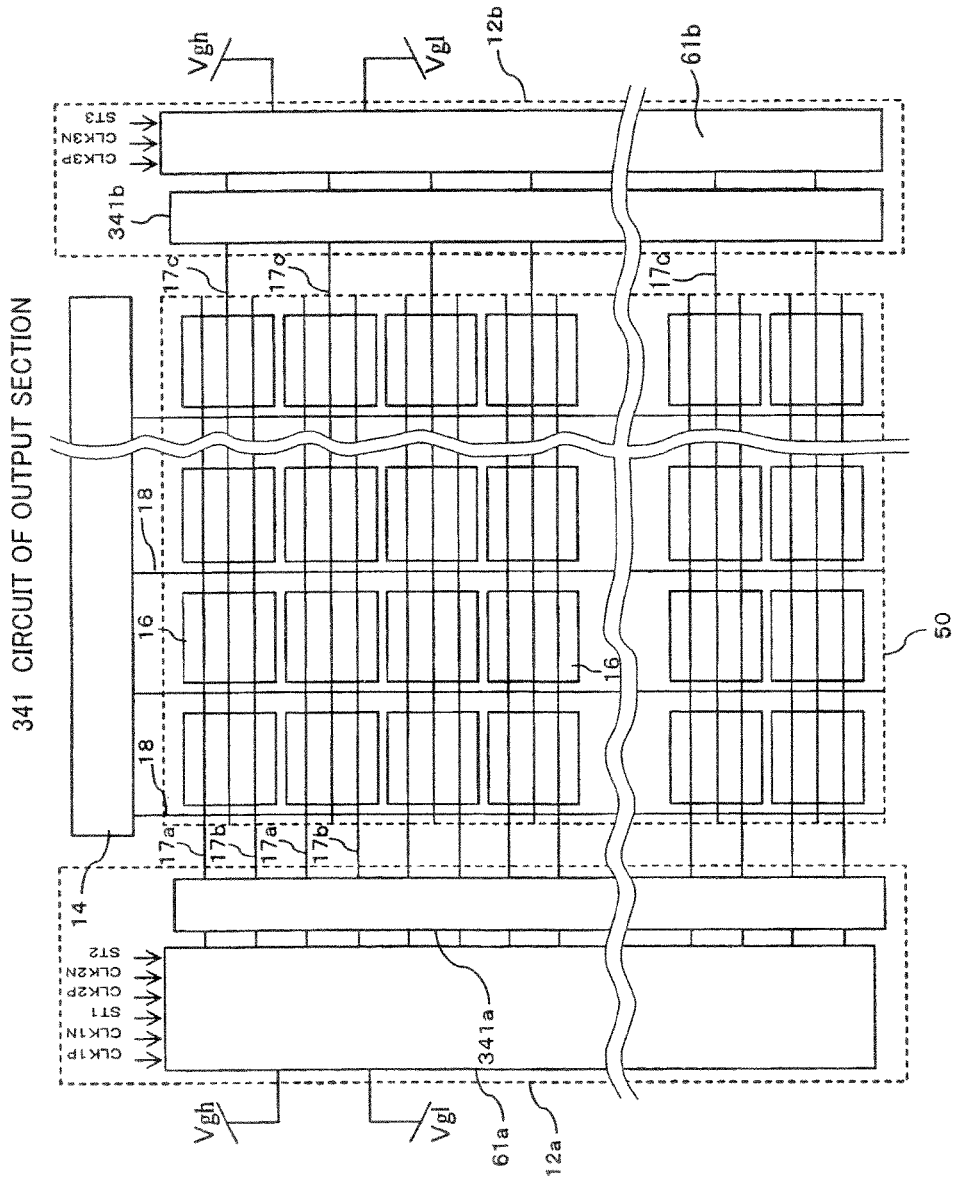 341 CIRCUIT OF OUTPUT SECTION
14
18
16
18
16
17a
17b
17a
17b
17c
17c
17c
50
CLK1P
CLK1N
ST1
CLK2P
CLK2N
ST2
Vgh
Vgl
61a
341a
12a
341b
CLK3P
CLK3N
ST3
Vgh
Vgl
12b
61b